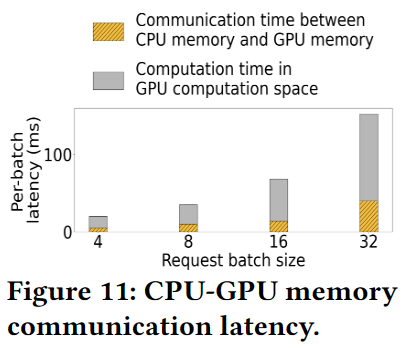 Communication time between
CPU memory and GPU memory
Computation time in
GPU computation space
Per-batch
latency (ms)
100
0
4 8 16 32
Request batch size
Figure 11: CPU-GPU memory
communication latency.